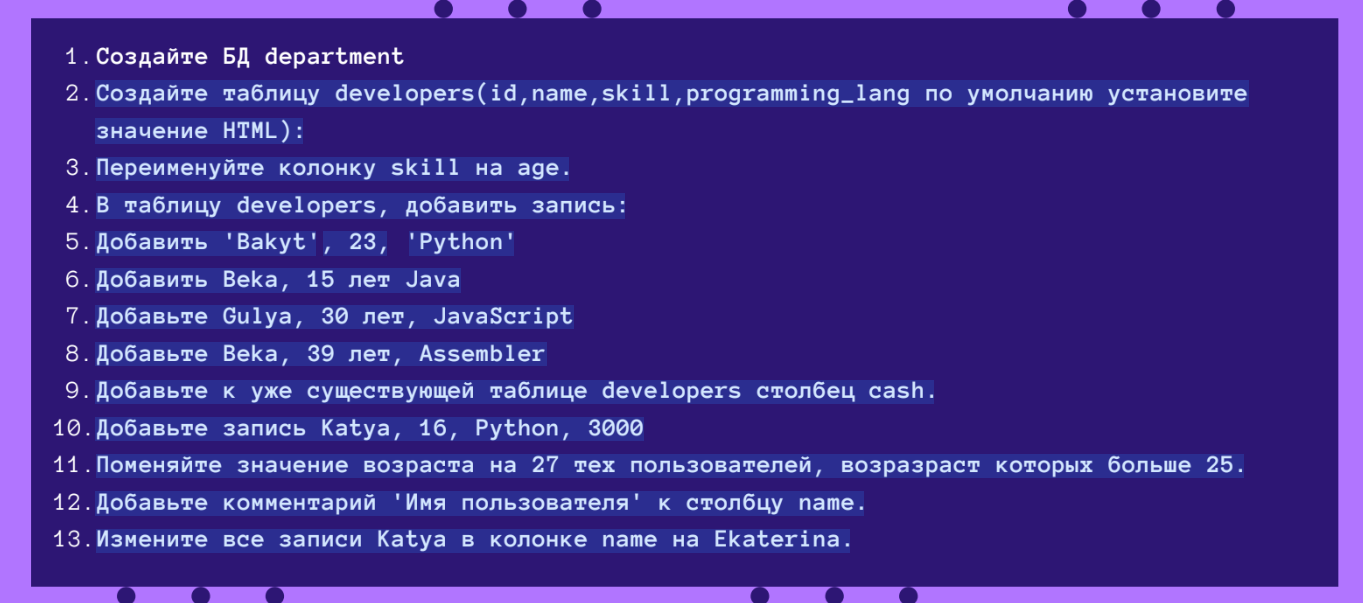 1. Создайте БД department
2. Создайте таблицу developers(id,name,skill,programming_lang по умолчанию установите
значение HTML):
3. Переименуйте колонку skill на age.
4. В таблицу developers, добавить запись:
5. Добавить 'Bakyt', 23, 'Python'
6. Добавить Beka, 15 лет Java
7. Добавьте Gulya, 30 лет, JavaScript
8. Добавьте Beka, 39 лет, Assembler
9. Добавьте к уже существующей таблице developers столбец cash.
10. Добавьте запись Katya, 16, Python, 3000
11. Поменяйте значение возраста на 27 тех пользователей, возразраст которых больше 25.
12. Добавьте комментарий 'Имя пользователя' к столбцу name.
13. Измените все записи Katya в колонке name на Ekaterina.